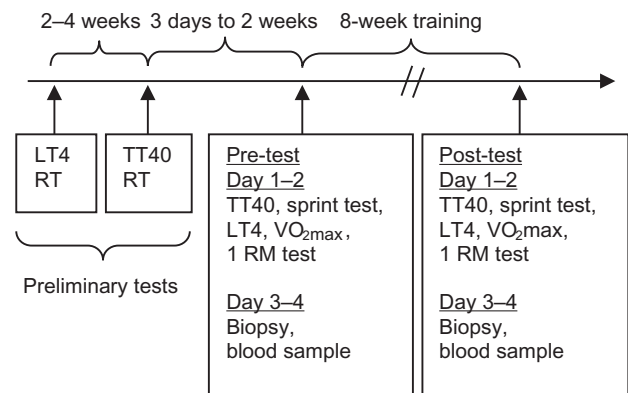 2–4 weeks
3 days to 2 weeks
8-week training
LT4
RT
TT40
RT
Preliminary tests
Pre-test
Day 1–2
TT40, sprint test,
LT4, VO2max,
1 RM test
Day 3–4
Biopsy,
blood sample
Post-test
Day 1–2
TT40, sprint test,
LT4, VO2max,
1 RM test
Day 3–4
Biopsy,
blood sample